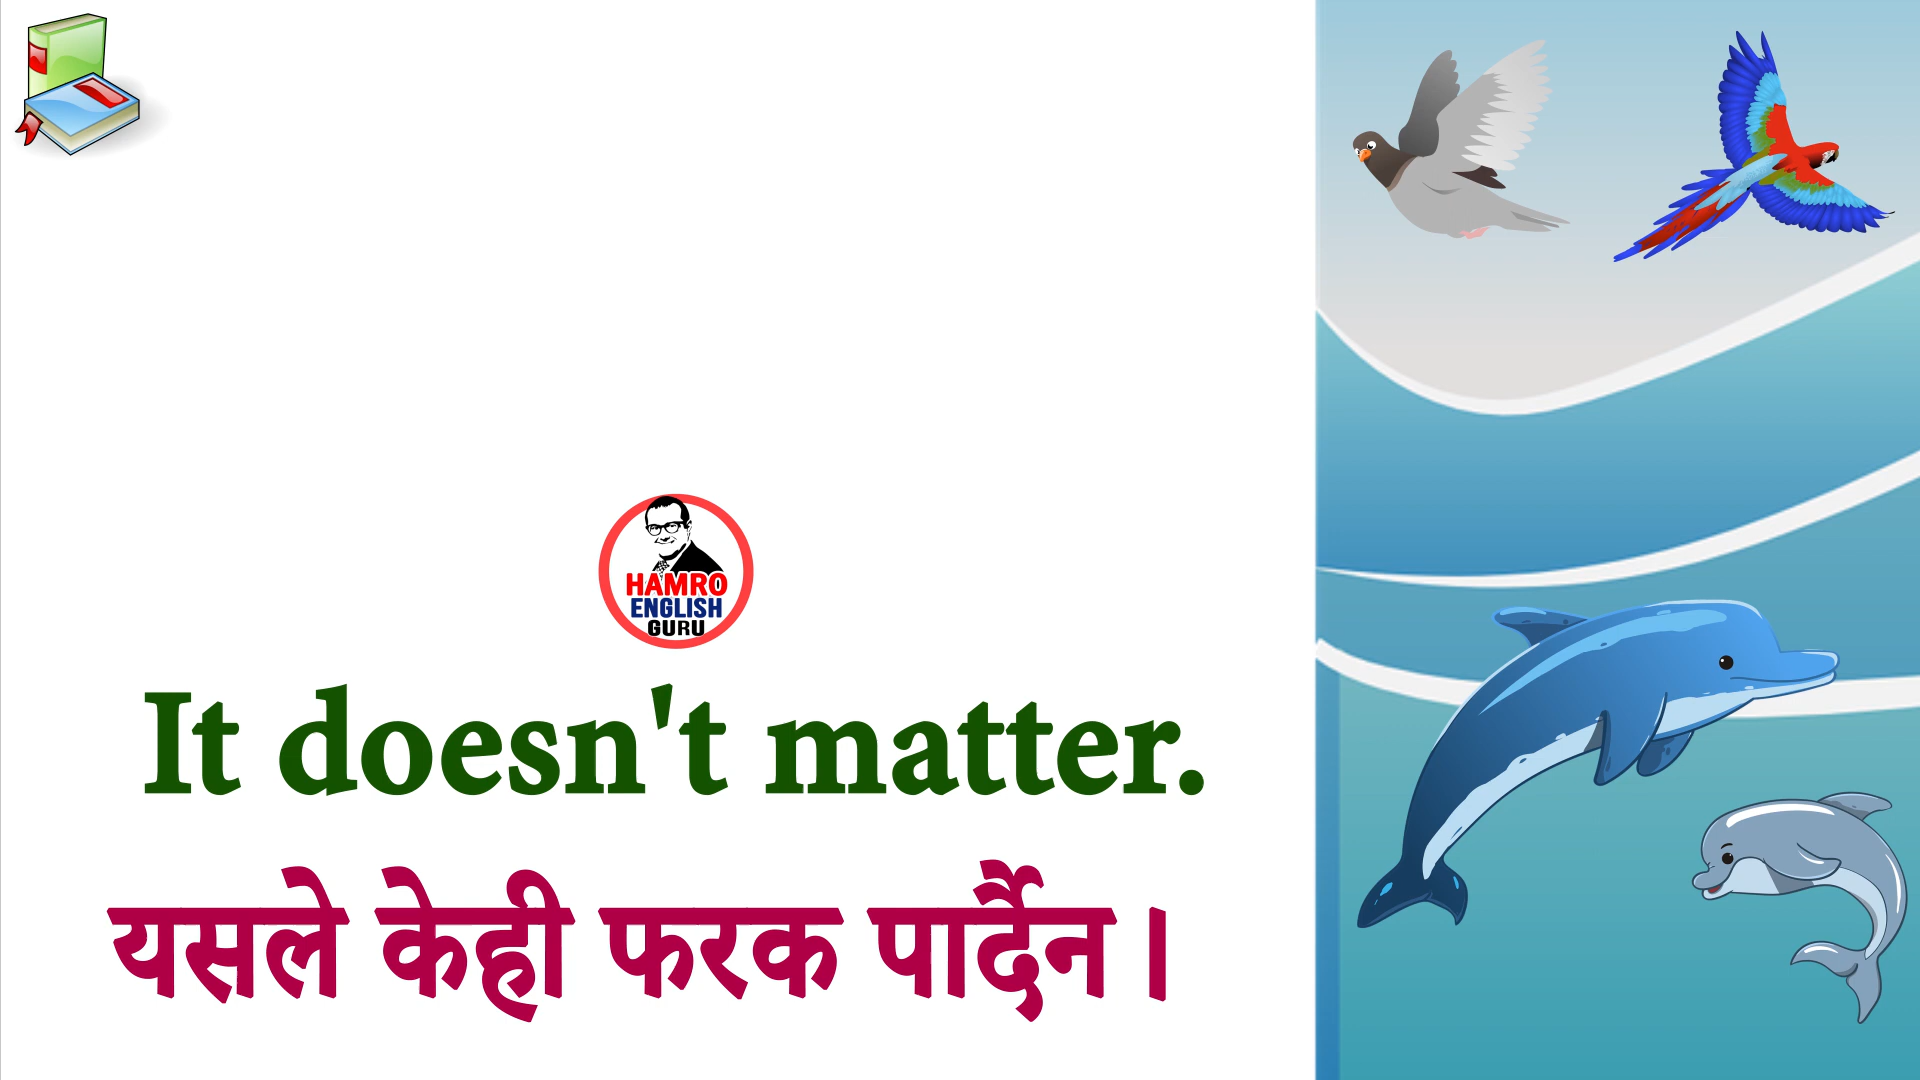 HAMRO
ENGLISH
GURU
It doesn't matter.
यसले केही फरक पार्दैन ।